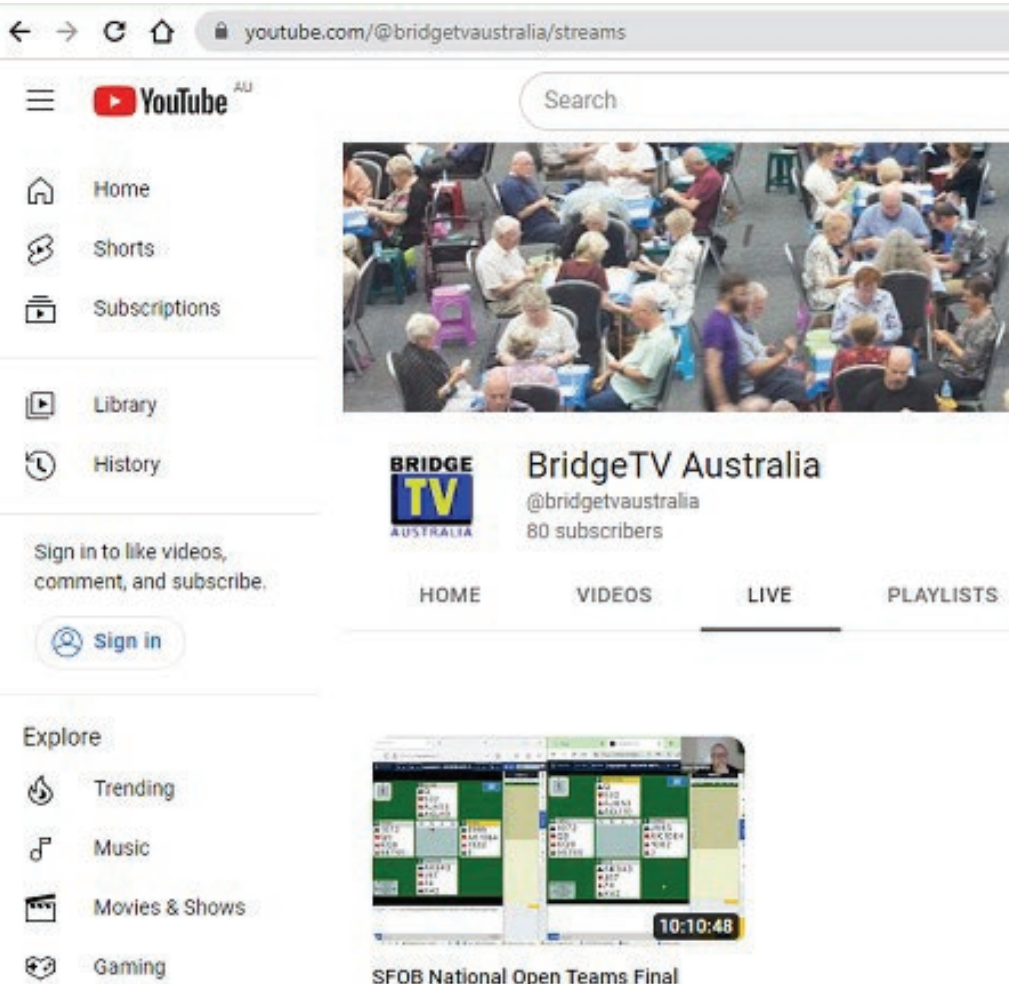 youtube.com/@bridgetvaustralia/streams
YouTube AU
Search
Home
Shorts
Subscriptions
Library
History
BRIDGE
TV
AUSTRALIA
BridgeTV Australia
@bridgetvaustralia
80 subscribers
Sign in to like videos,
comment, and subscribe.
Sign in
HOME VIDEOS LIVE PLAYLISTS
Explore
Trending
Music
Movies & Shows
Gaming
10:10:48
SFOB National Open Teams Final